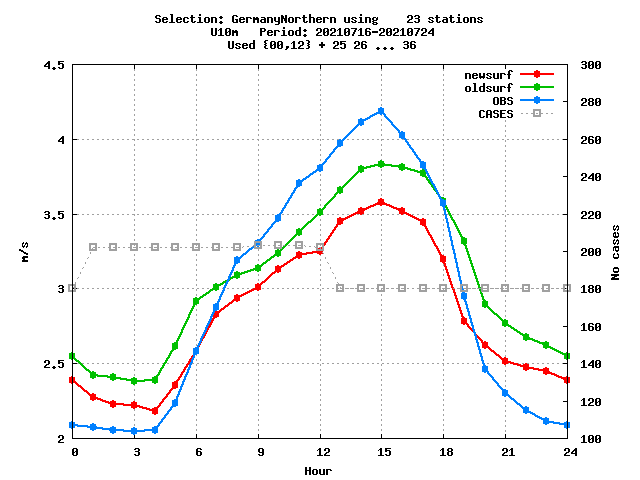 Selection: GermanyNorthern using    23 stations
U10m   Period: 20210716-20210724
Used {00,12} + 25 26 ... 36
4.5
4
3.5
3
2.5
2
m/s
newsurf
oldsurf
OBS
CASES
300
280
260
240
220
200
180
160
140
120
100
No cases
0 3 6 9 12 15 18 21 24
Hour